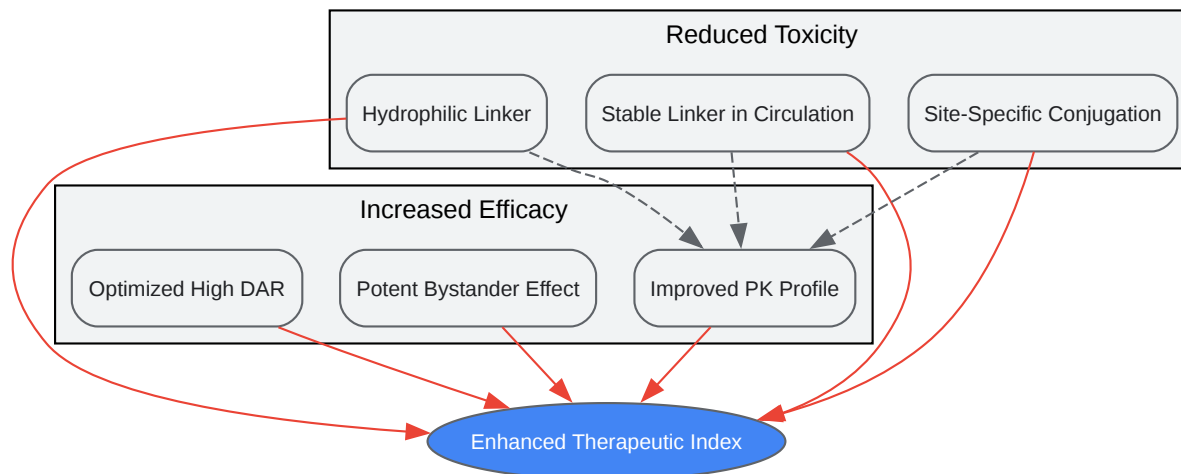 Reduced Toxicity
Hydrophilic Linker
Stable Linker in Circulation
Site-Specific Conjugation
Increased Efficacy
Optimized High DAR
Potent Bystander Effect
Improved PK Profile
Enhanced Therapeutic Index